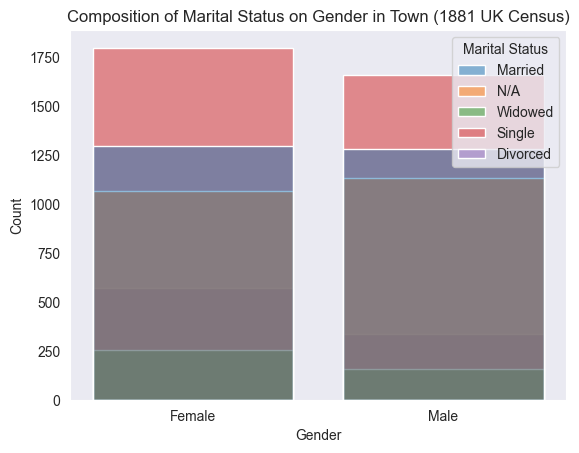 Composition of Marital Status on Gender in Town (1881 UK Census)
Marital Status
Married
N/A
Widowed
Single
Divorced
Count
1750
1500
1250
1000
750
500
250
0
Female
Male
Gender